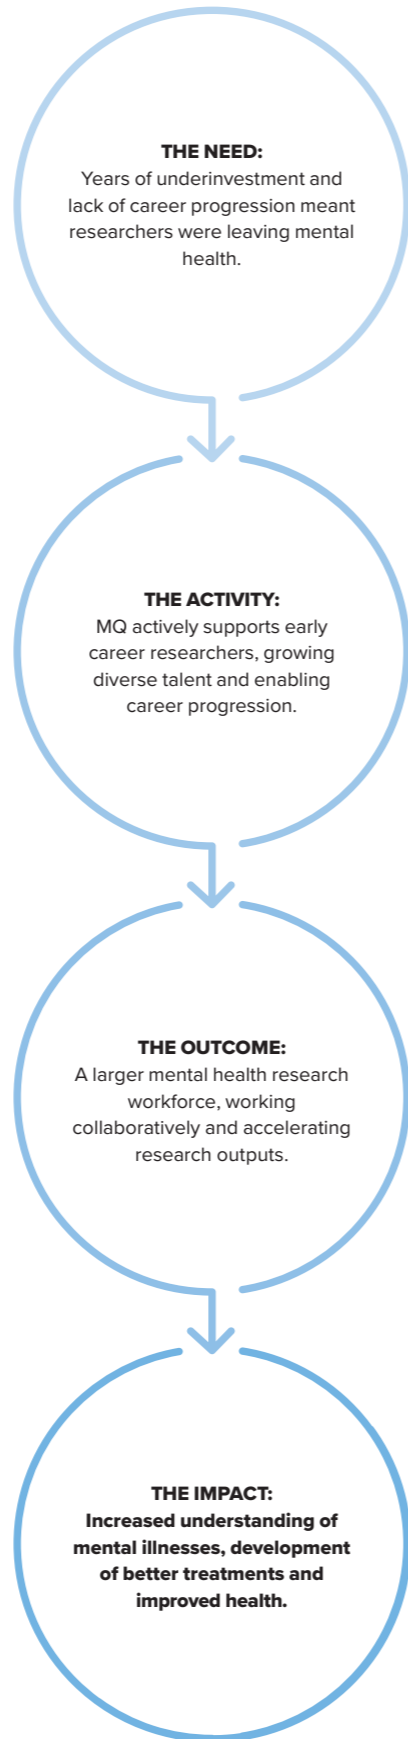 THE NEED:
Years of underinvestment and
lack of career progression meant
researchers were leaving mental
health.
THE ACTIVITY:
MQ actively supports early
career researchers, growing
diverse talent and enabling
career progression.
THE OUTCOME:
A larger mental health research
workforce, working
collaboratively and accelerating
research outputs.
THE IMPACT:
Increased understanding of
mental illnesses, development
of better treatments and
improved health.